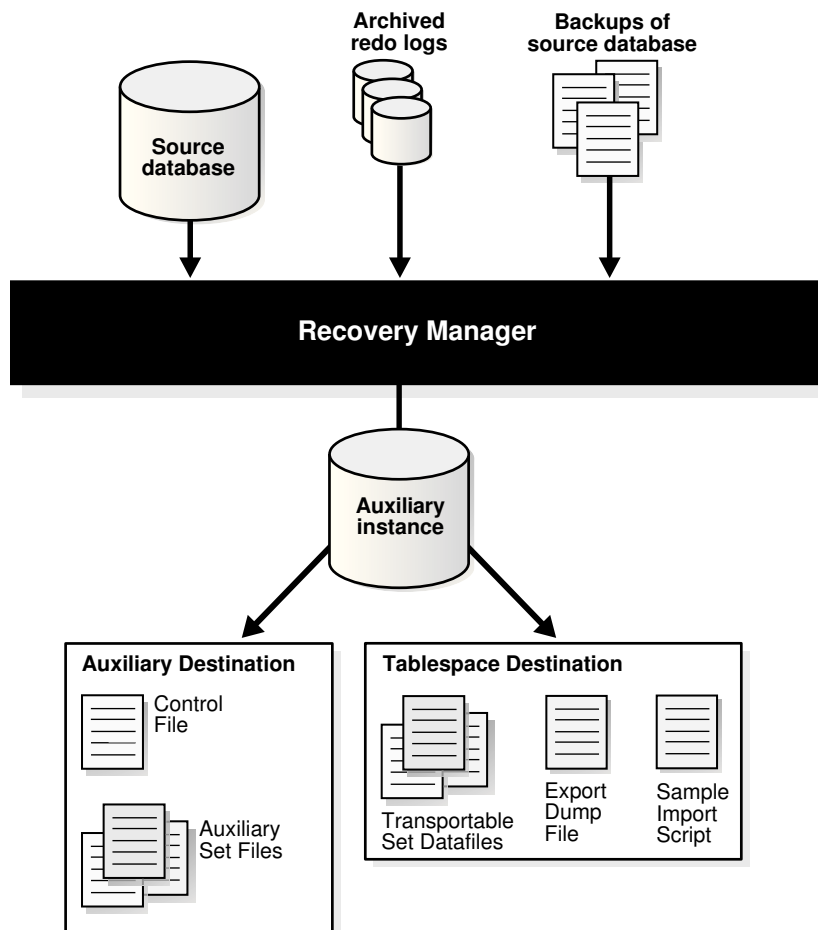 Archived
redo logs
Backups of
source database
Source
database
Recovery Manager
Auxiliary
instance
Auxiliary Destination
Control
File
Auxiliary
Set Files
Tablespace Destination
Transportable
Set Datafiles
Export
Dump
File
Sample
Import
Script